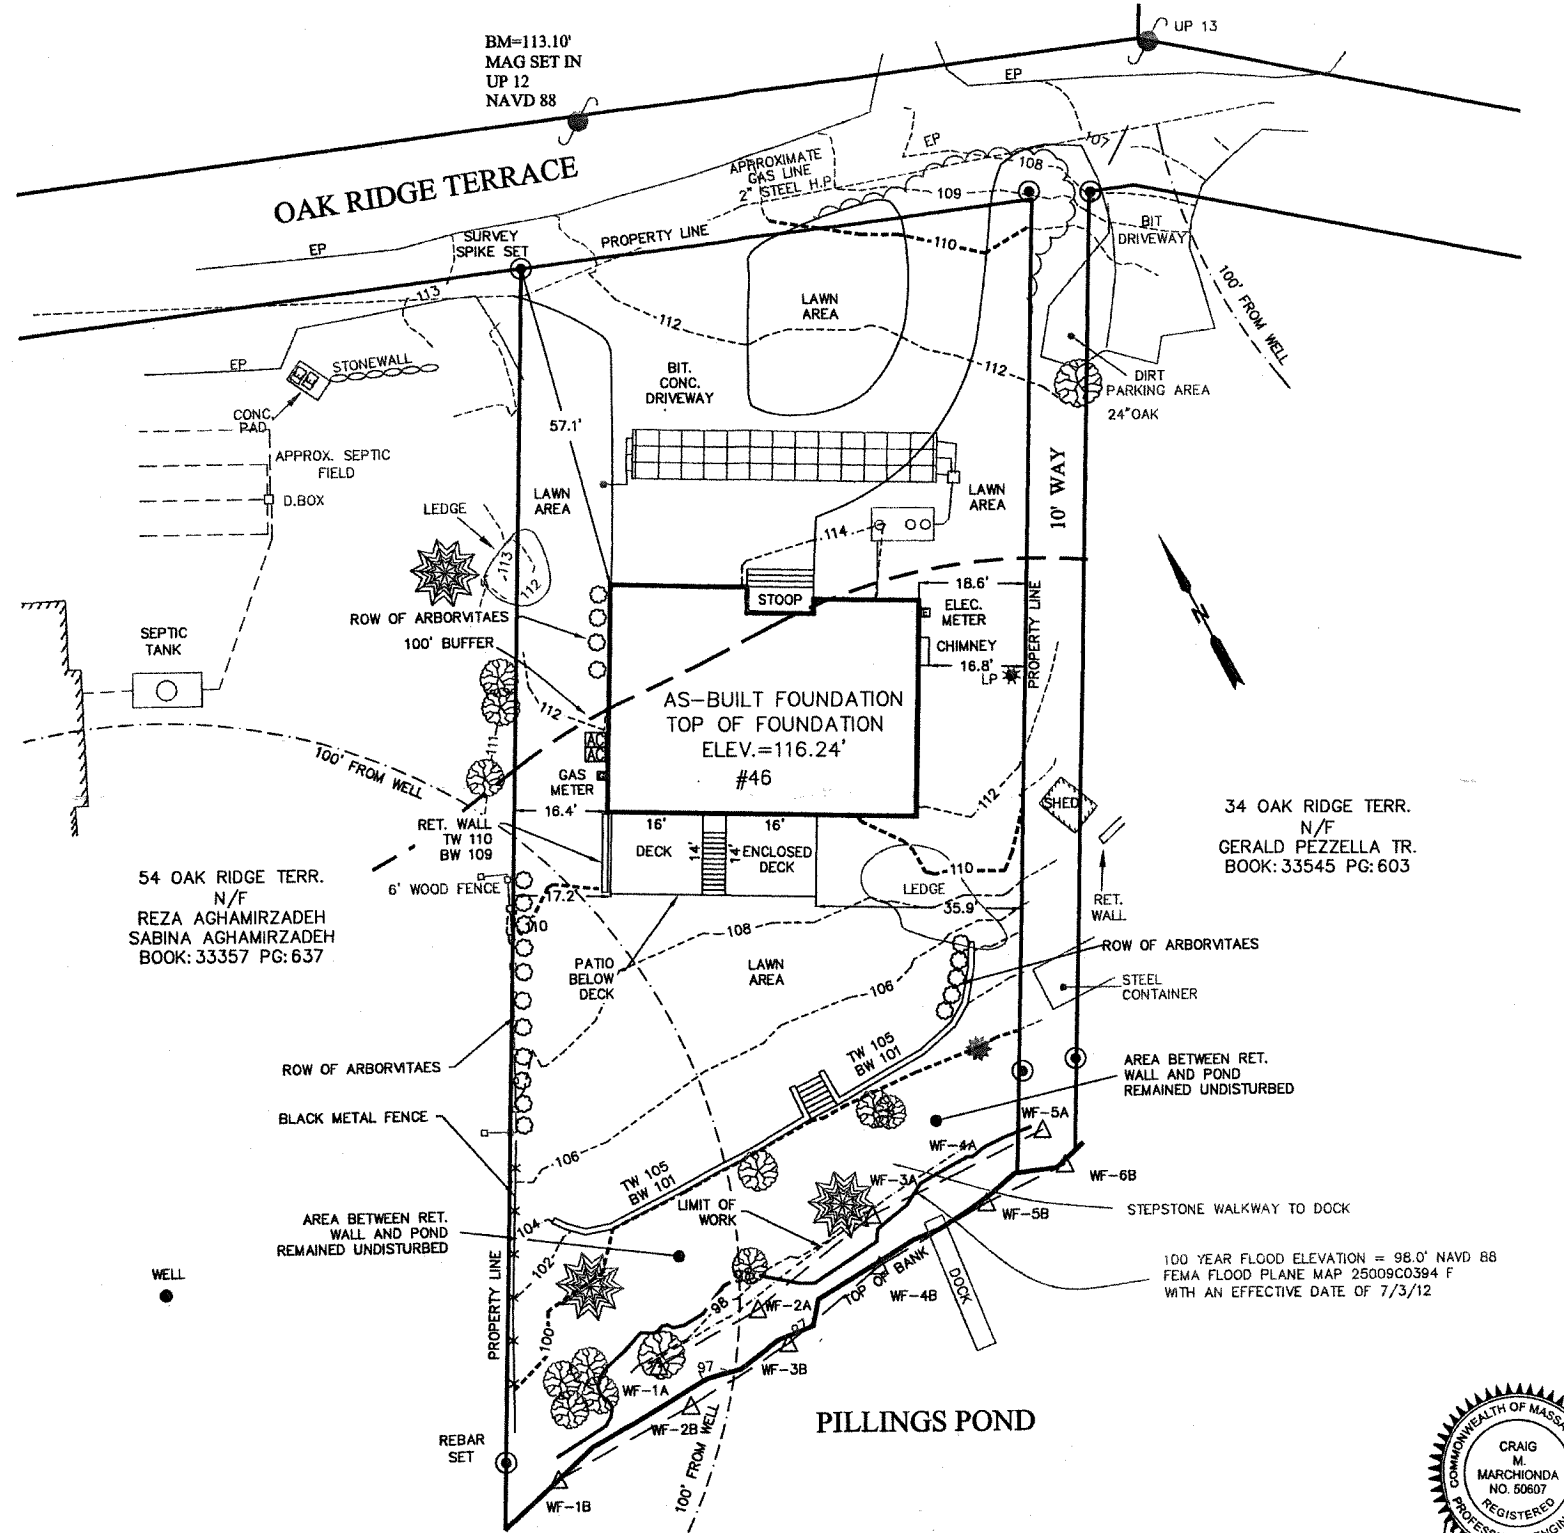 BM=113.10'
MAG SET IN
UP 12
NAVD 88
UP 13
EP
OAK RIDGE TERRACE
APPROXIMATE
GAS LINE
2" STEEL H.P.
EP
107
108
109
110
BIT.
DRIVEWAY
EP
SURVEY
SPIKE SET
PROPERTY LINE
113
112
LAWN
AREA
112
100' FROM WELL
EP
STONEWALL
BIT.
CONC.
DRIVEWAY
DIRT
PARKING AREA
24"OAK
CONC.
PAD
57.1'
APPROX. SEPTIC
FIELD
D.BOX
LAWN
AREA
LAWN
AREA
10' WAY
LEDGE
113
112
114
18.6'
STOOP
ELEC.
METER
PROPERTY LINE
N
ROW OF ARBORVITAES
100' BUFFER
SEPTIC
TANK
CHIMNEY
16.8'
LP
AS-BUILT FOUNDATION
TOP OF FOUNDATION
ELEV.=116.24'
#46
112
111
AC
AC
100' FROM WELL
GAS
METER
112
SHED
16.4'
RET. WALL
TW 110
BW 109
16'
DECK
14'
14'
16'
ENCLOSED
DECK
34 OAK RIDGE TERR.
N/F
GERALD PEZZELLA TR.
BOOK: 33545 PG: 603
54 OAK RIDGE TERR.
N/F
REZA AGHAMIRZADEH
SABINA AGHAMIRZADEH
BOOK: 33357 PG: 637
6' WOOD FENCE
17.2'
110
LEDGE
110
35.9'
RET.
WALL
108
ROW OF ARBORVITAES
PATIO
BELOW
DECK
LAWN
AREA
106
STEEL
CONTAINER
TW 105
BW 101
ROW OF ARBORVITAES
AREA BETWEEN RET.
WALL AND POND
REMAINED UNDISTURBED
BLACK METAL FENCE
WF-5A
WF-4A
106
TW 105
BW 101
WF-3A
WF-6B
LIMIT OF
WORK
WF-5B
STEPSTONE WALKWAY TO DOCK
AREA BETWEEN RET.
WALL AND POND
REMAINED UNDISTURBED
104
102
100
PROPERTY LINE
WELL
98
98
TOP OF BANK
DOCK
WF-4B
WF-2A
100 YEAR FLOOD ELEVATION = 98.0' NAVD 88
FEMA FLOOD PLANE MAP 25009C0394 F
WITH AN EFFECTIVE DATE OF 7/3/12
97
WF-3B
97
WF-1A
WF-2B
PILLINGS POND
REBAR
SET
100' FROM WELL
WF-1B
COMMONWEALTH OF MASSA
CRAIG
M.
MARCHIONDA
NO. 50607
REGISTERED